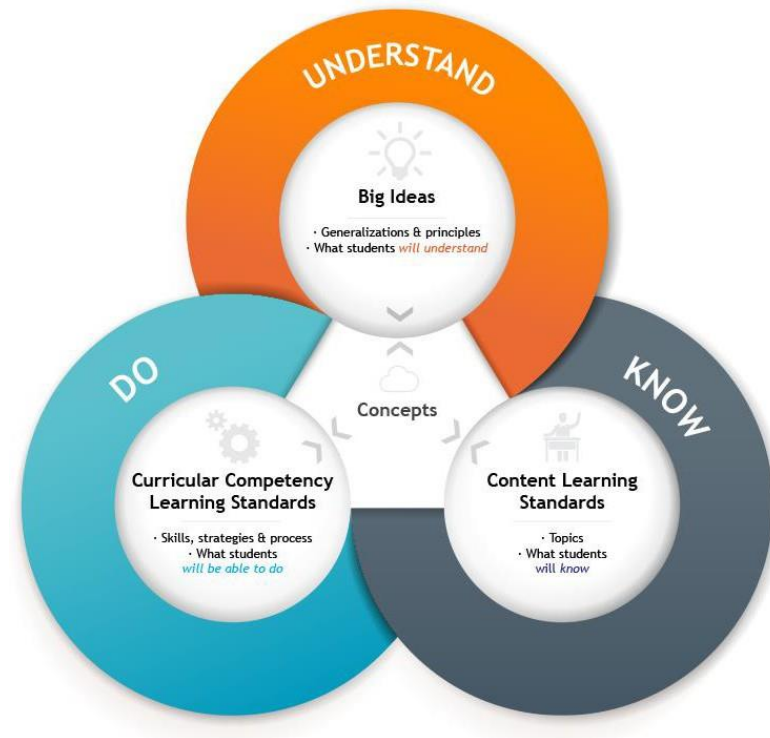 UNDERSTAND
Big Ideas
· Generalizations & principles
· What students will understand
DO
KNOW
Concepts
Curricular Competency
Learning Standards
· Skills, strategies & process
· What students
will be able to do
Content Learning
Standards
· Topics
· What students
will know